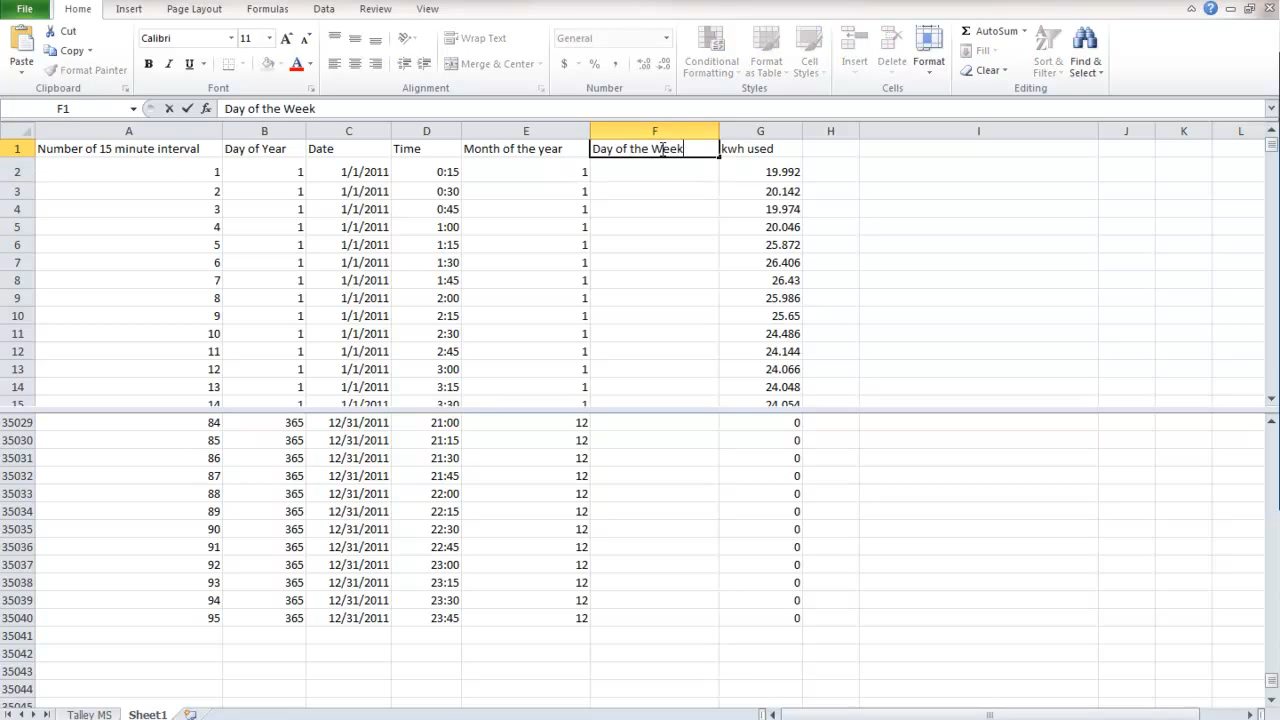 File Home Insert Page Layout Formulas Data Review View
Cut
Calibri 11 A A Wrap Text General AutoSum
Copy Fill
Paste Format Painter B I U A Merge & Center $ % , Conditional Formatting Format as Table Cell Styles Insert Delete Format Clear Sort & Filter Find & Select
Clipboard Font Alignment Number Styles Cells Editing
F1 fx Day of the Week
A B C D E F G H I J K L
1 Number of 15 minute interval Day of Year Date Time Month of the year Day of the Week kwh used
2 1 1 1/1/2011 0:15 1 19.992
3 2 1 1/1/2011 0:30 1 20.142
4 3 1 1/1/2011 0:45 1 19.974
5 4 1 1/1/2011 1:00 1 20.046
6 5 1 1/1/2011 1:15 1 25.872
7 6 1 1/1/2011 1:30 1 26.406
8 7 1 1/1/2011 1:45 1 26.43
9 8 1 1/1/2011 2:00 1 25.986
10 9 1 1/1/2011 2:15 1 25.65
11 10 1 1/1/2011 2:30 1 24.486
12 11 1 1/1/2011 2:45 1 24.144
13 12 1 1/1/2011 3:00 1 24.066
14 13 1 1/1/2011 3:15 1 24.048
15 14 1 1/1/2011 3:30 1 24.054
35029 84 365 12/31/2011 21:00 12 0
35030 85 365 12/31/2011 21:15 12 0
35031 86 365 12/31/2011 21:30 12 0
35032 87 365 12/31/2011 21:45 12 0
35033 88 365 12/31/2011 22:00 12 0
35034 89 365 12/31/2011 22:15 12 0
35035 90 365 12/31/2011 22:30 12 0
35036 91 365 12/31/2011 22:45 12 0
35037 92 365 12/31/2011 23:00 12 0
35038 93 365 12/31/2011 23:15 12 0
35039 94 365 12/31/2011 23:30 12 0
35040 95 365 12/31/2011 23:45 12 0
35041
35042
35043
35044
35045
Talley MS Sheet1